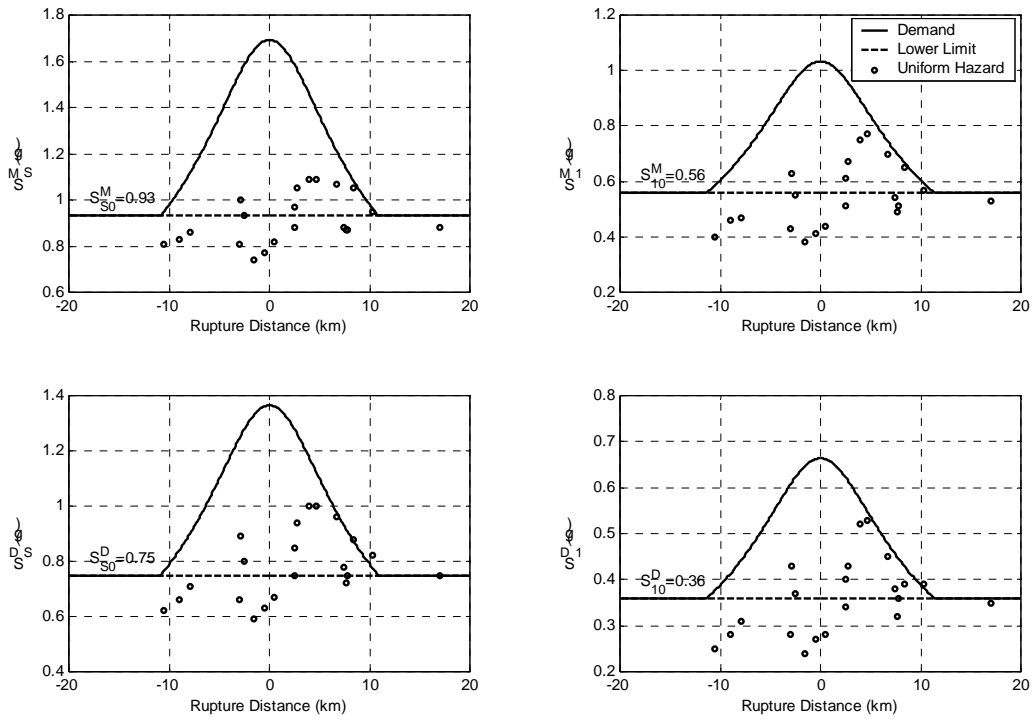 1.8
1.6
1.4
1.2
1
0.8
0.6
S^M_S (g)
S^M_S0=0.93
-20 -10 0 10 20
Rupture Distance (km)
1.2
1
0.8
0.6
0.4
0.2
S^M_1 (g)
S^M_10=0.56
Demand
Lower Limit
Uniform Hazard
-20 -10 0 10 20
Rupture Distance (km)
1.4
1.2
1
0.8
0.6
0.4
S^D_S (g)
S^D_S0=0.75
-20 -10 0 10 20
Rupture Distance (km)
0.8
0.7
0.6
0.5
0.4
0.3
0.2
S^D_1 (g)
S^D_10=0.36
-20 -10 0 10 20
Rupture Distance (km)